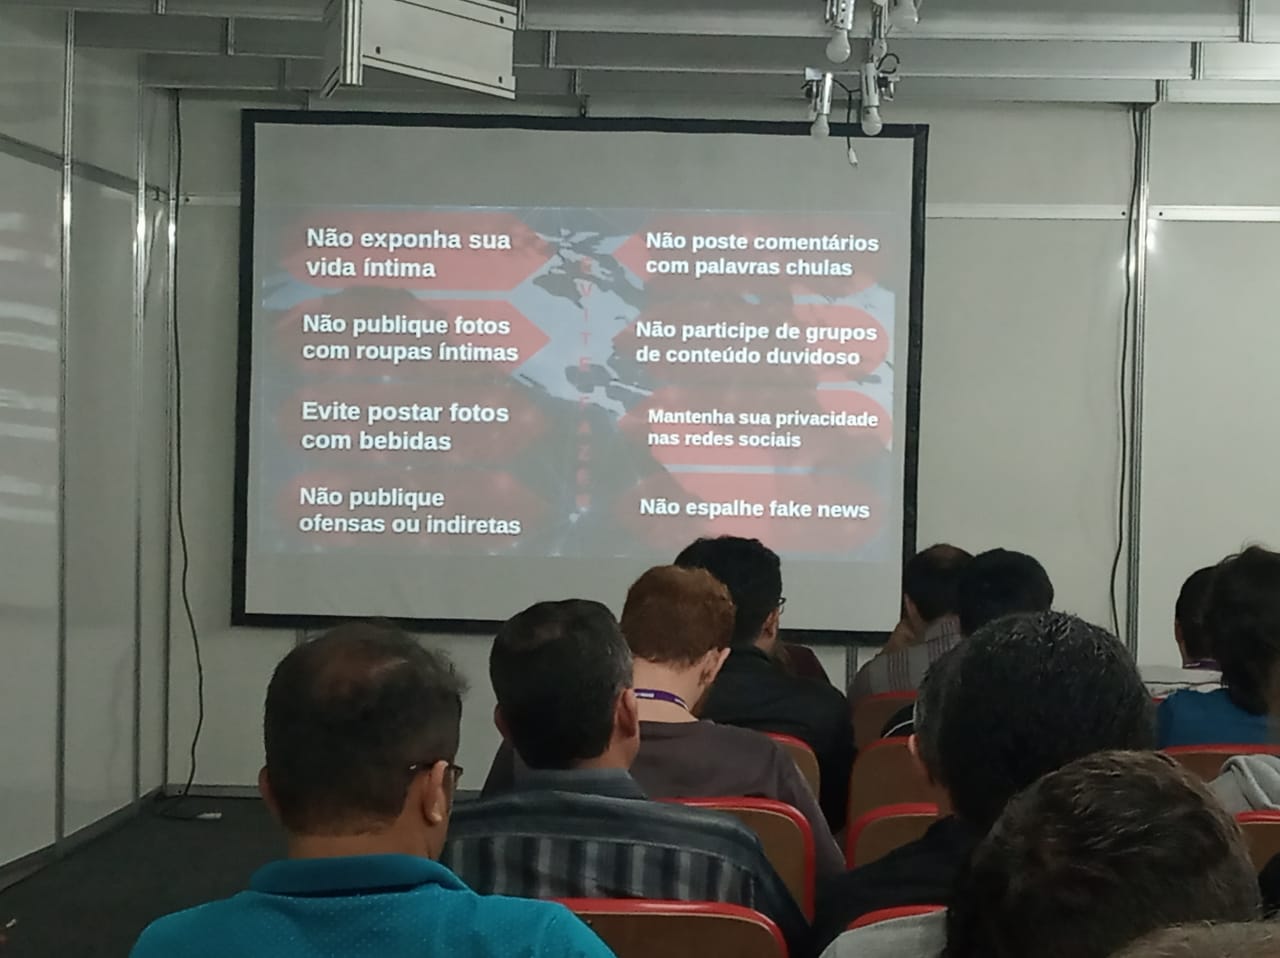 Não exponha sua
vida íntima
Não publique fotos
com roupas íntimas
Evite postar fotos
com bebidas
Não publique
ofensas ou indiretas
EVITE FAZER
Não poste comentários
com palavras chulas
Não participe de grupos
de conteúdo duvidoso
Mantenha sua privacidade
nas redes sociais
Não espalhe fake news